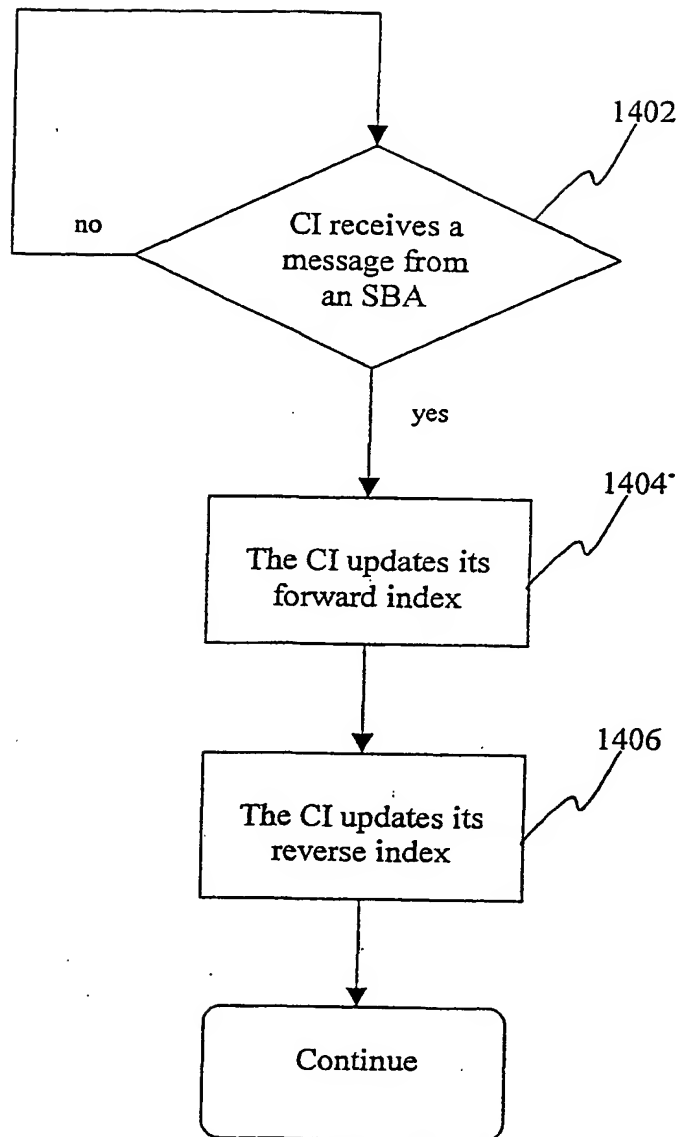 1402
CI receives a
message from
an SBA
no
yes
1404
The CI updates its
forward index
1406
The CI updates its
reverse index
Continue